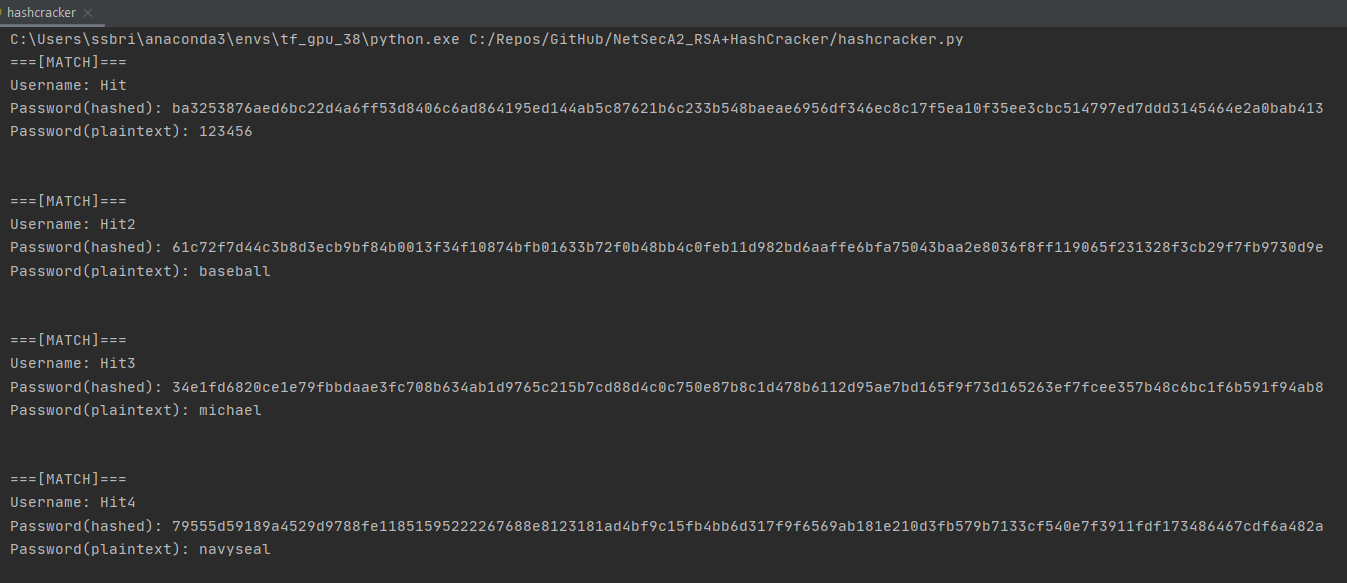 hashcracker
C:\Users\ssbri\anaconda3\envs\tf_gpu_38\python.exe C:/Repos/GitHub/NetSecA2_RSA+HashCracker/hashcracker.py
===[MATCH]===
Username: Hit
Password(hashed): ba3253876aed6bc22d4a6ff53d8406c6ad864195ed144ab5c87621b6c233b548baeae6956df346ec8c17f5ea10f35ee3cbc514797ed7ddd3145464e2a0bab413
Password(plaintext): 123456
===[MATCH]===
Username: Hit2
Password(hashed): 61c72f7d44c3b8d3ecb9bf84b0013f34f10874bfb01633b72f0b48bb4c0feb11d982bd6aaffe6bfa75043baa2e8036f8ff119065f231328f3cb29f7fb9730d9e
Password(plaintext): baseball
===[MATCH]===
Username: Hit3
Password(hashed): 34e1fd6820ce1e79fbbdaae3fc708b634ab1d9765c215b7cd88d4c0c750e87b8c1d478b6112d95ae7bd165f9f73d165263ef7fcee357b48c6bc1f6b591f94ab8
Password(plaintext): michael
===[MATCH]===
Username: Hit4
Password(hashed): 79555d59189a4529d9788fe11851595222267688e8123181ad4bf9c15fb4bb6d317f9f6569ab181e210d3fb579b7133cf540e7f3911fdf173486467cdf6a482a
Password(plaintext): navyseal